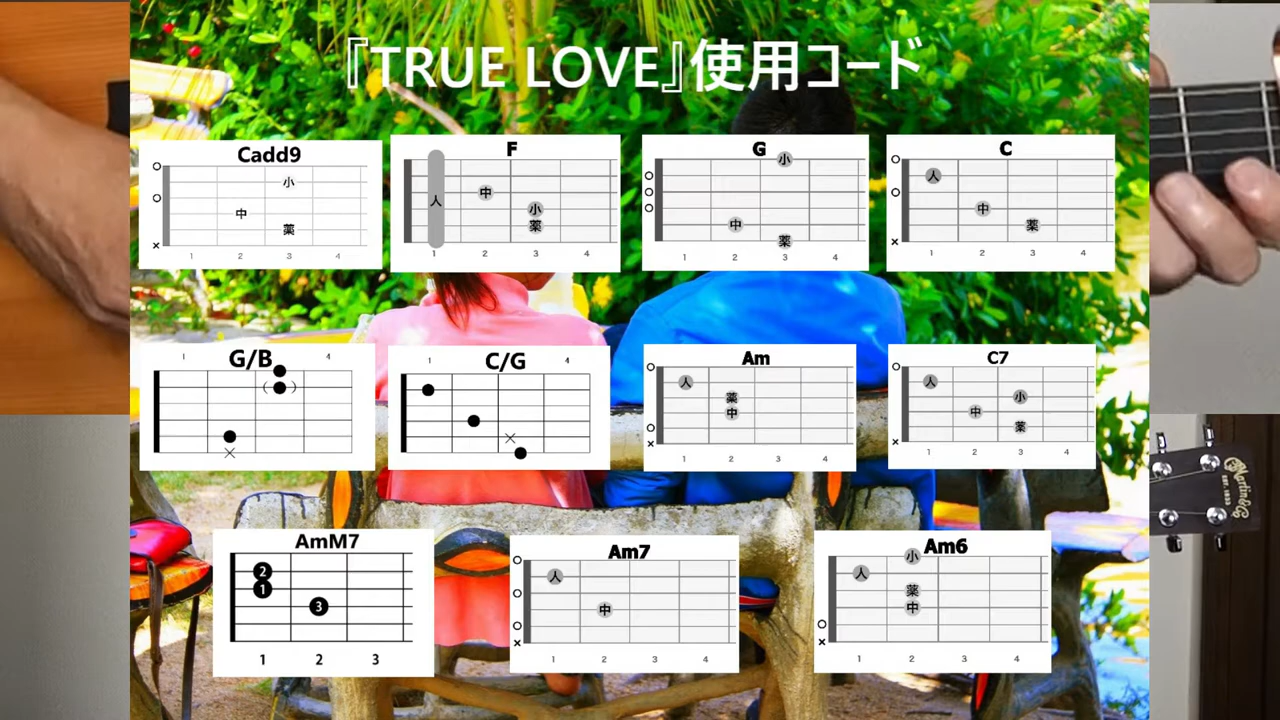 『TRUE LOVE』使用コード
Cadd9
小
中
薬
1 2 3 4
F
人
中
小
薬
1 2 3 4
G
小
中
薬
1 2 3 4
C
人
中
薬
1 2 3 4
G/B
1 4
C/G
1 4
Am
人
薬
中
1 2 3 4
C7
人
小
中
薬
1 2 3 4
AmM7
2
1
3
1 2 3
Am7
人
中
1 2 3 4
Am6
小
人
薬
中
1 2 3 4
Martin & Co
EST. 1833